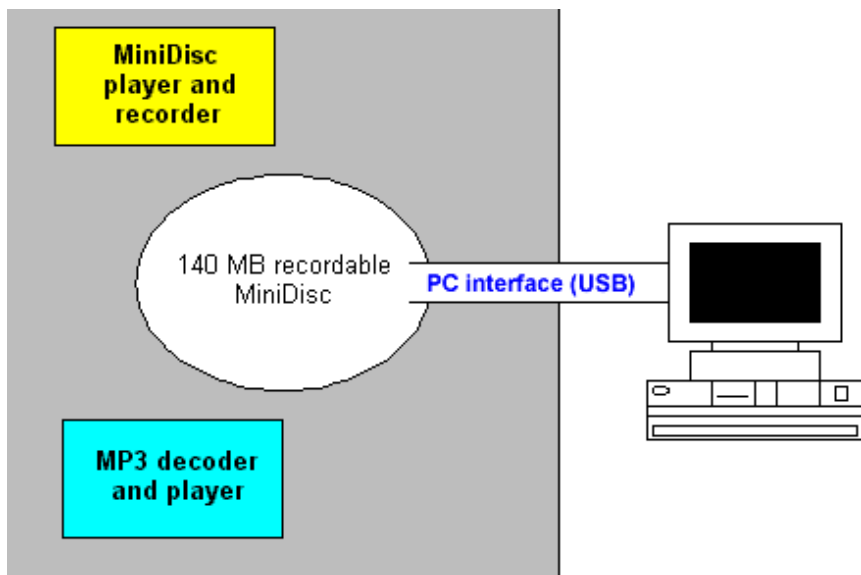 MiniDisc
player and
recorder
140 MB recordable
MiniDisc
PC interface (USB)
MP3 decoder
and player